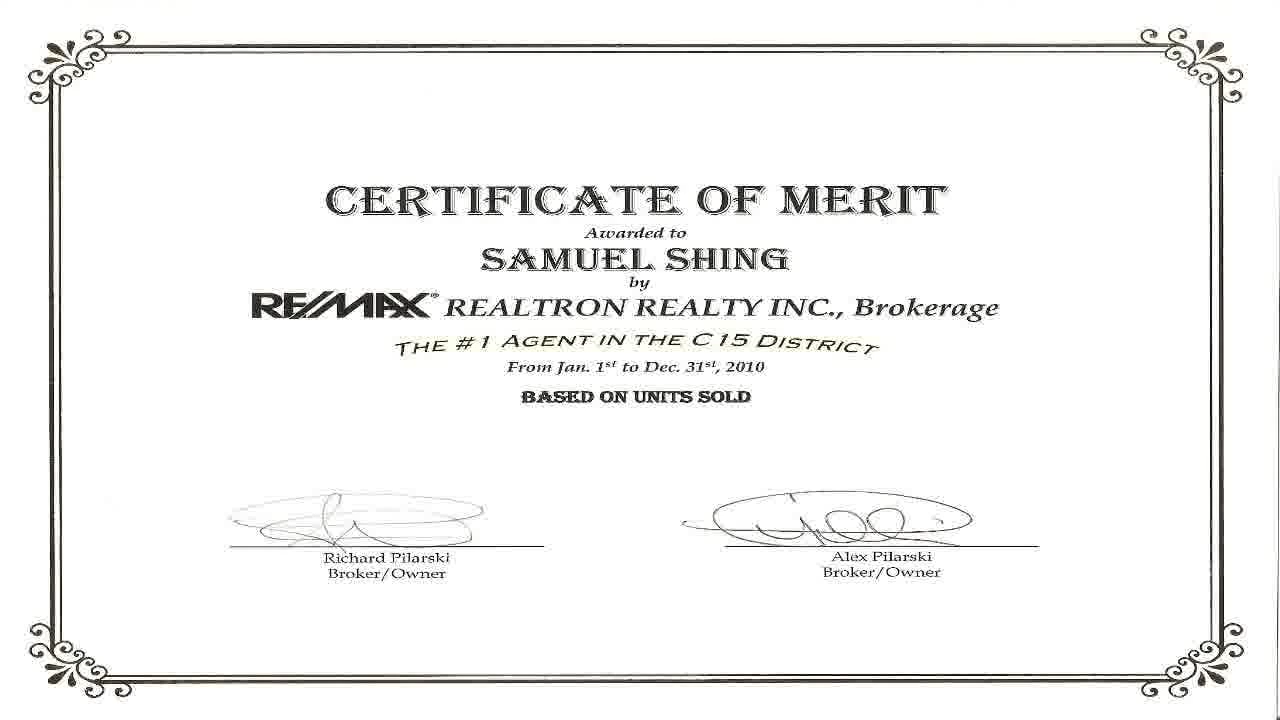 CERTIFICATE OF MERIT
Awarded to
SAMUEL SHING
by
RE/MAX® REALTRON REALTY INC., Brokerage
THE #1 AGENT IN THE C15 DISTRICT
From Jan. 1st to Dec. 31st, 2010
BASED ON UNITS SOLD
Richard Pilarski Alex Pilarski
Broker/Owner Broker/Owner